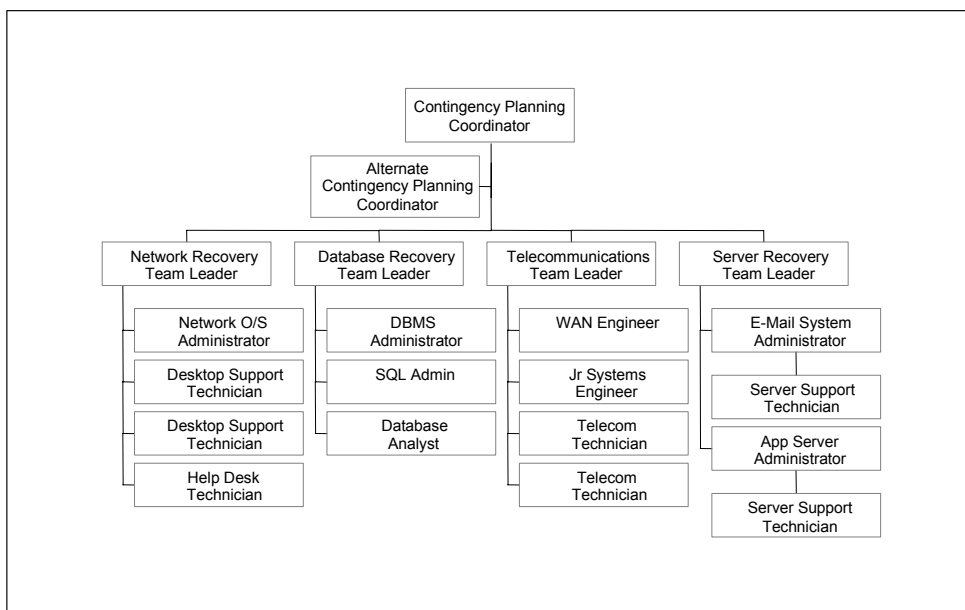 Contingency Planning
Coordinator
Alternate
Contingency Planning
Coordinator
Network Recovery
Team Leader
Database Recovery
Team Leader
Telecommunications
Team Leader
Server Recovery
Team Leader
Network O/S
Administrator
Desktop Support
Technician
Desktop Support
Technician
Help Desk
Technician
DBMS
Administrator
SQL Admin
Database
Analyst
WAN Engineer
Jr Systems
Engineer
Telecom
Technician
Telecom
Technician
E-Mail System
Administrator
Server Support
Technician
App Server
Administrator
Server Support
Technician